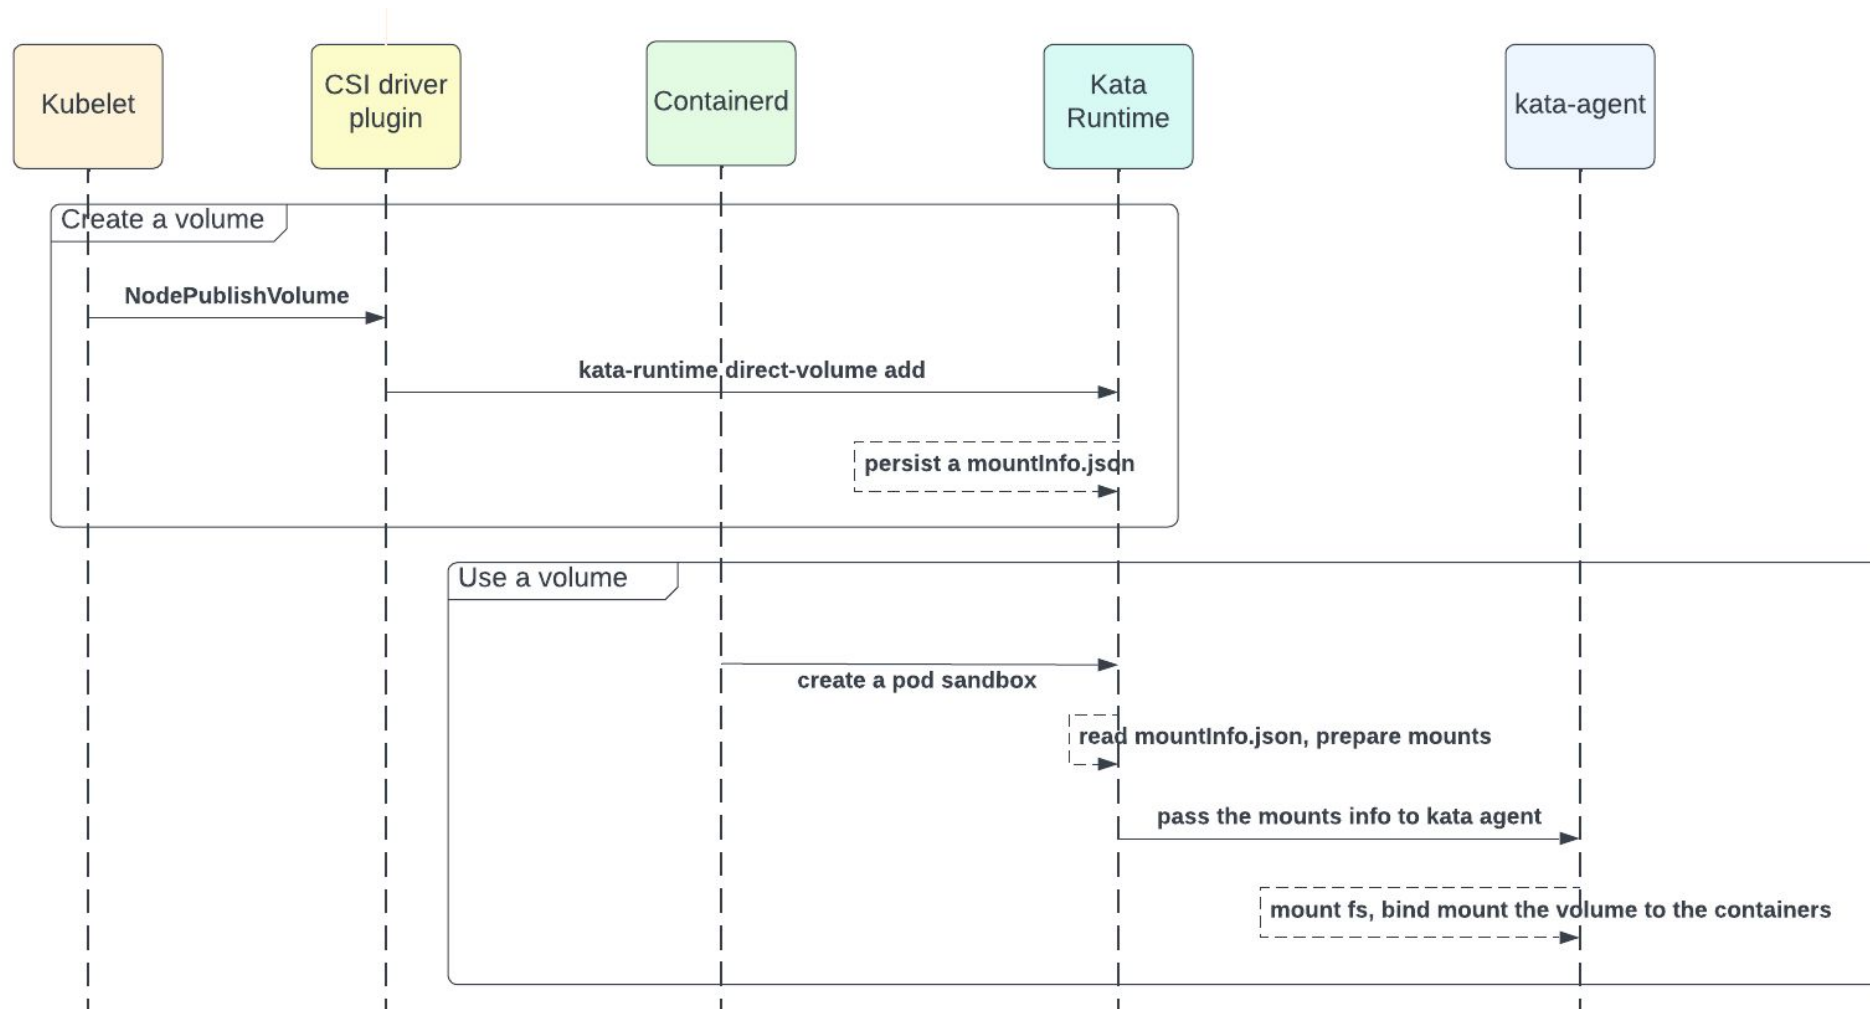 Kubelet
CSI driver
plugin
Containerd
Kata
Runtime
kata-agent
Create a volume
NodePublishVolume
kata-runtime direct-volume add
persist a mountInfo.json
Use a volume
create a pod sandbox
read mountInfo.json, prepare mounts
pass the mounts info to kata agent
mount fs, bind mount the volume to the containers